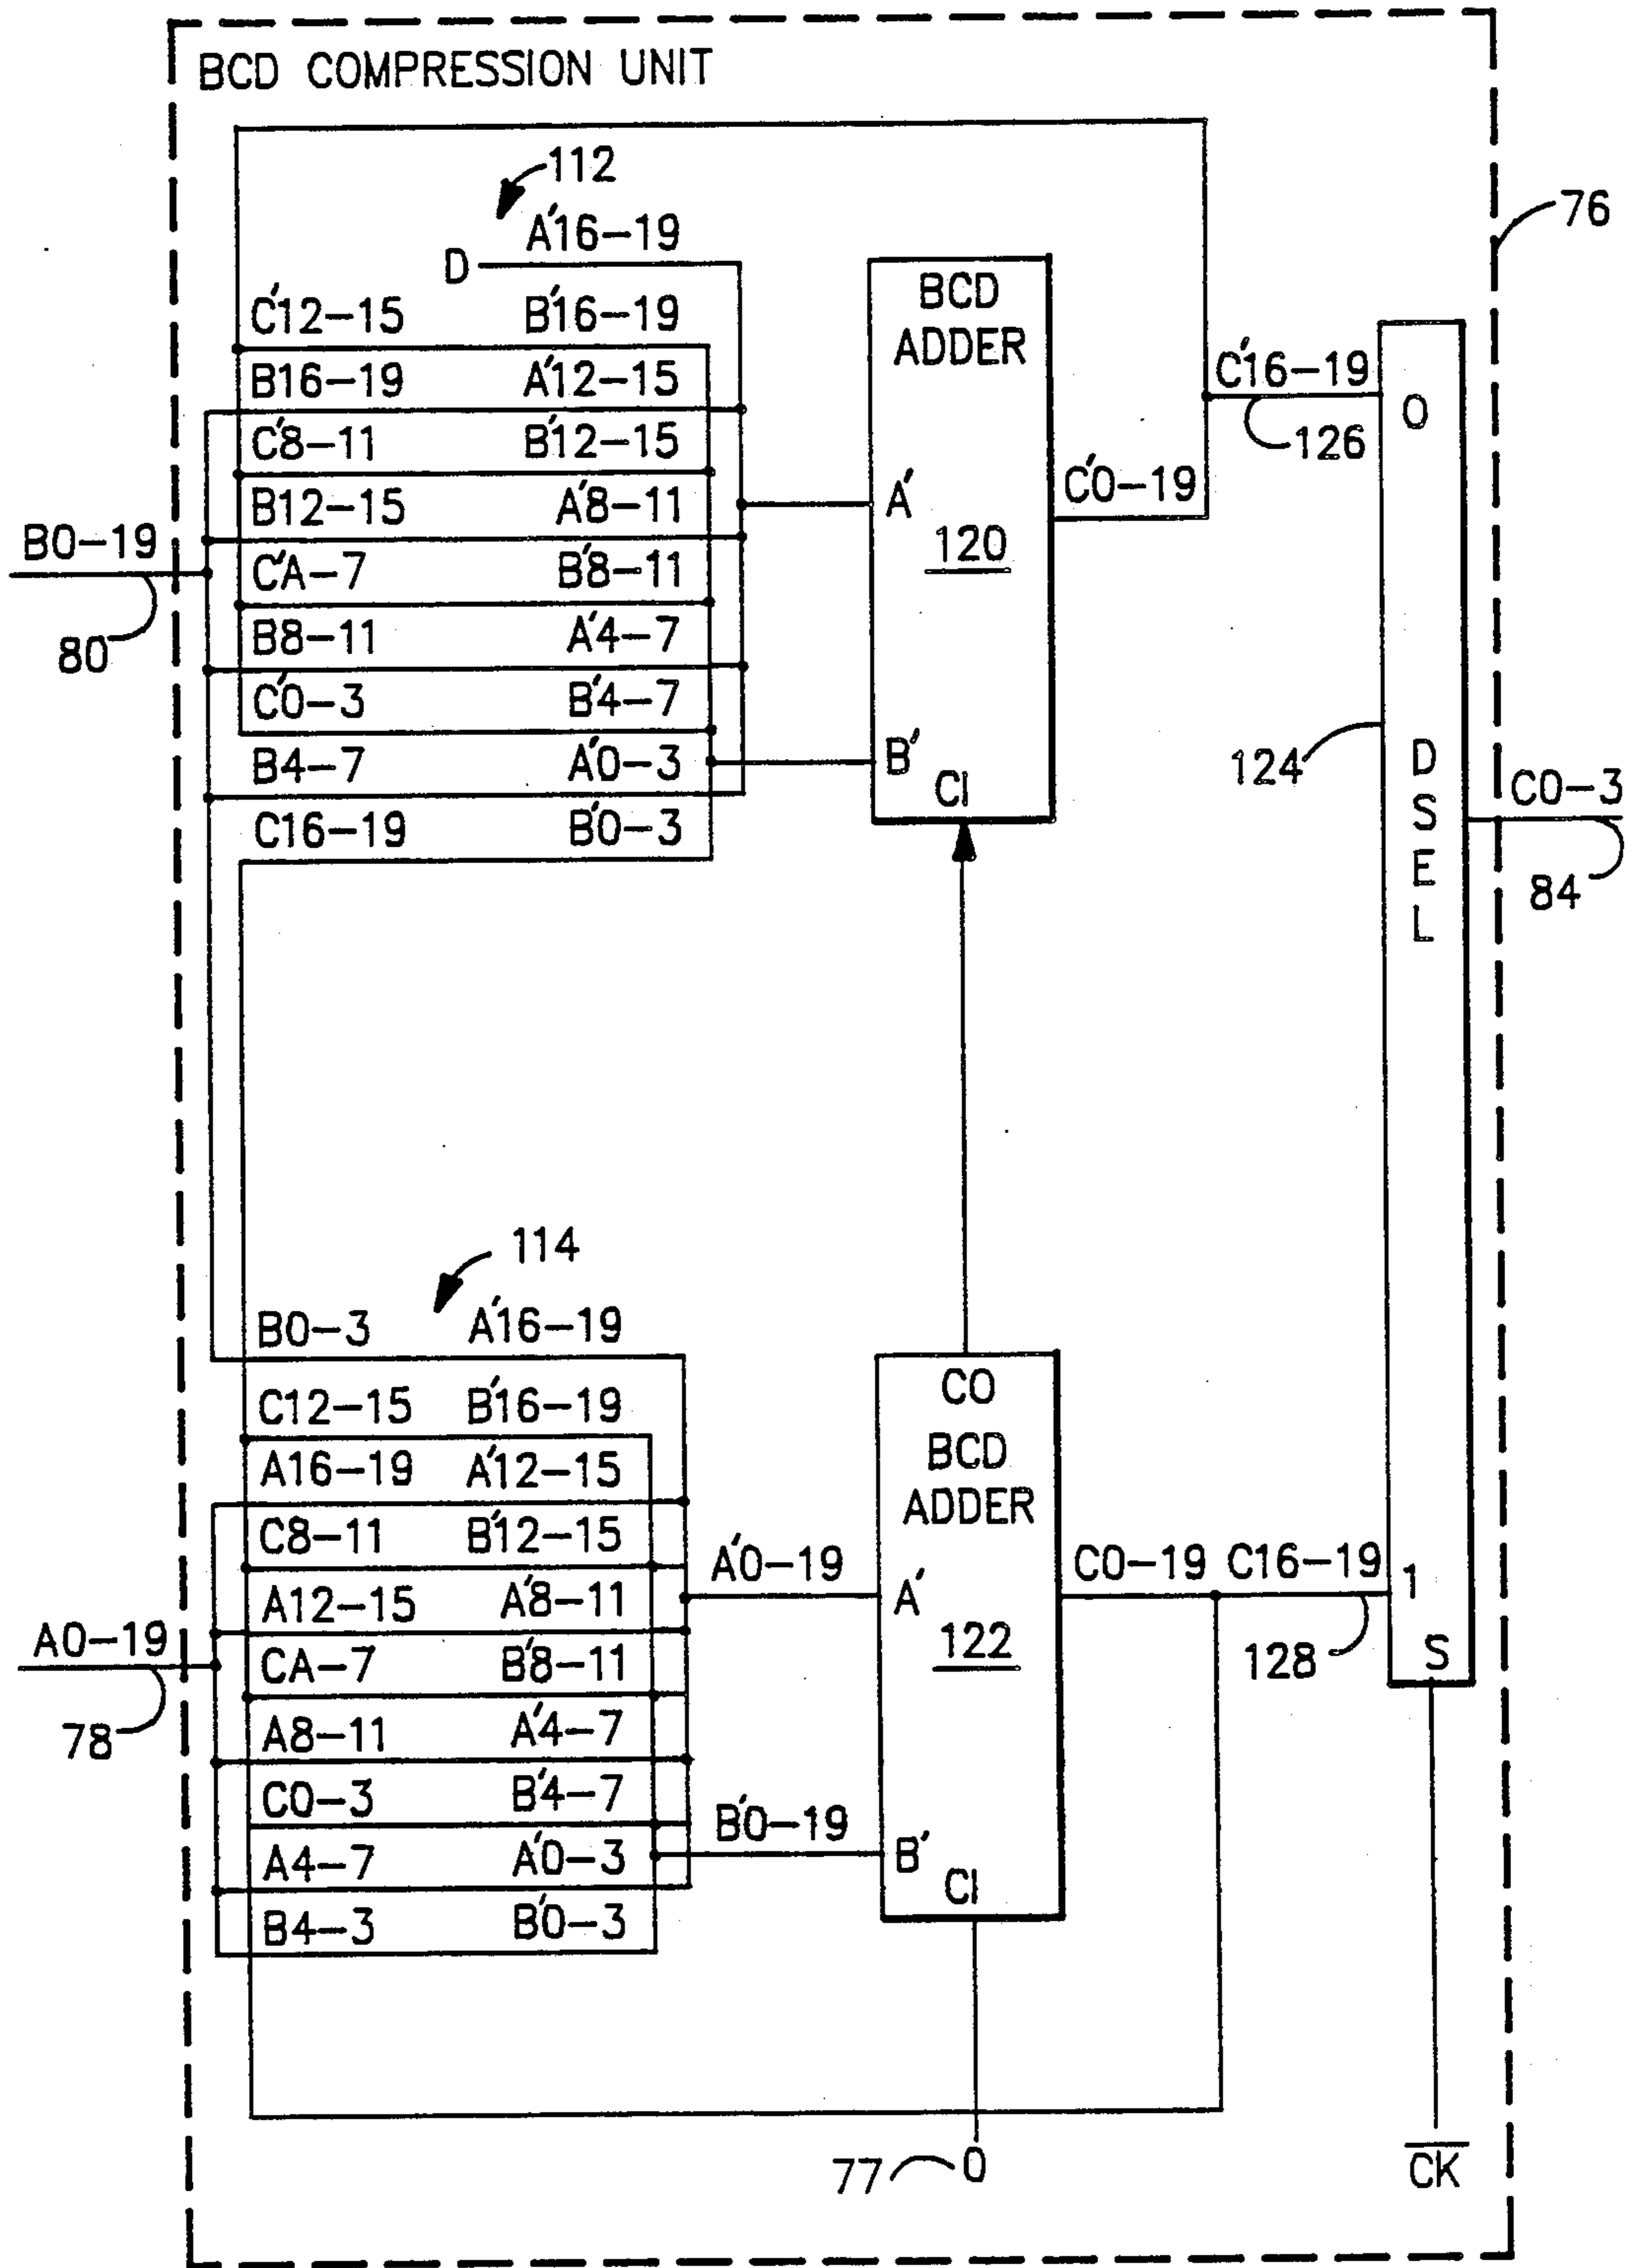 BCD COMPRESSION UNIT
112
A'16-19
D
C'12-15 B'16-19
B16-19 A'12-15
C'8-11 B'12-15
B12-15 A'8-11
C'A-7 B'8-11
B8-11 A'4-7
C'0-3 B'4-7
B4-7 A'0-3
C16-19 B'0-3
B0-19
80
BCD
ADDER
A'
120
B'
CI
C'0-19
C'16-19
126
76
0
124
DSEL
C0-3
84
114
B0-3 A'16-19
C12-15 B'16-19
A16-19 A'12-15
C8-11 B'12-15
A12-15 A'8-11
CA-7 B'8-11
A8-11 A'4-7
C0-3 B'4-7
A4-7 A'0-3
B4-3 B'0-3
A0-19
78
A'0-19
B'0-19
CO
BCD
ADDER
A'
122
B'
CI
C0-19 C16-19
128
1
S
77 0
CK